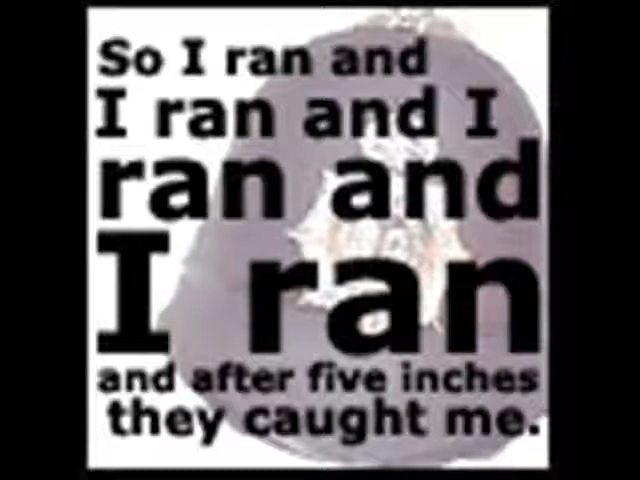 So I ran and
I ran and I
ran and
I ran
and after five inches
they caught me.